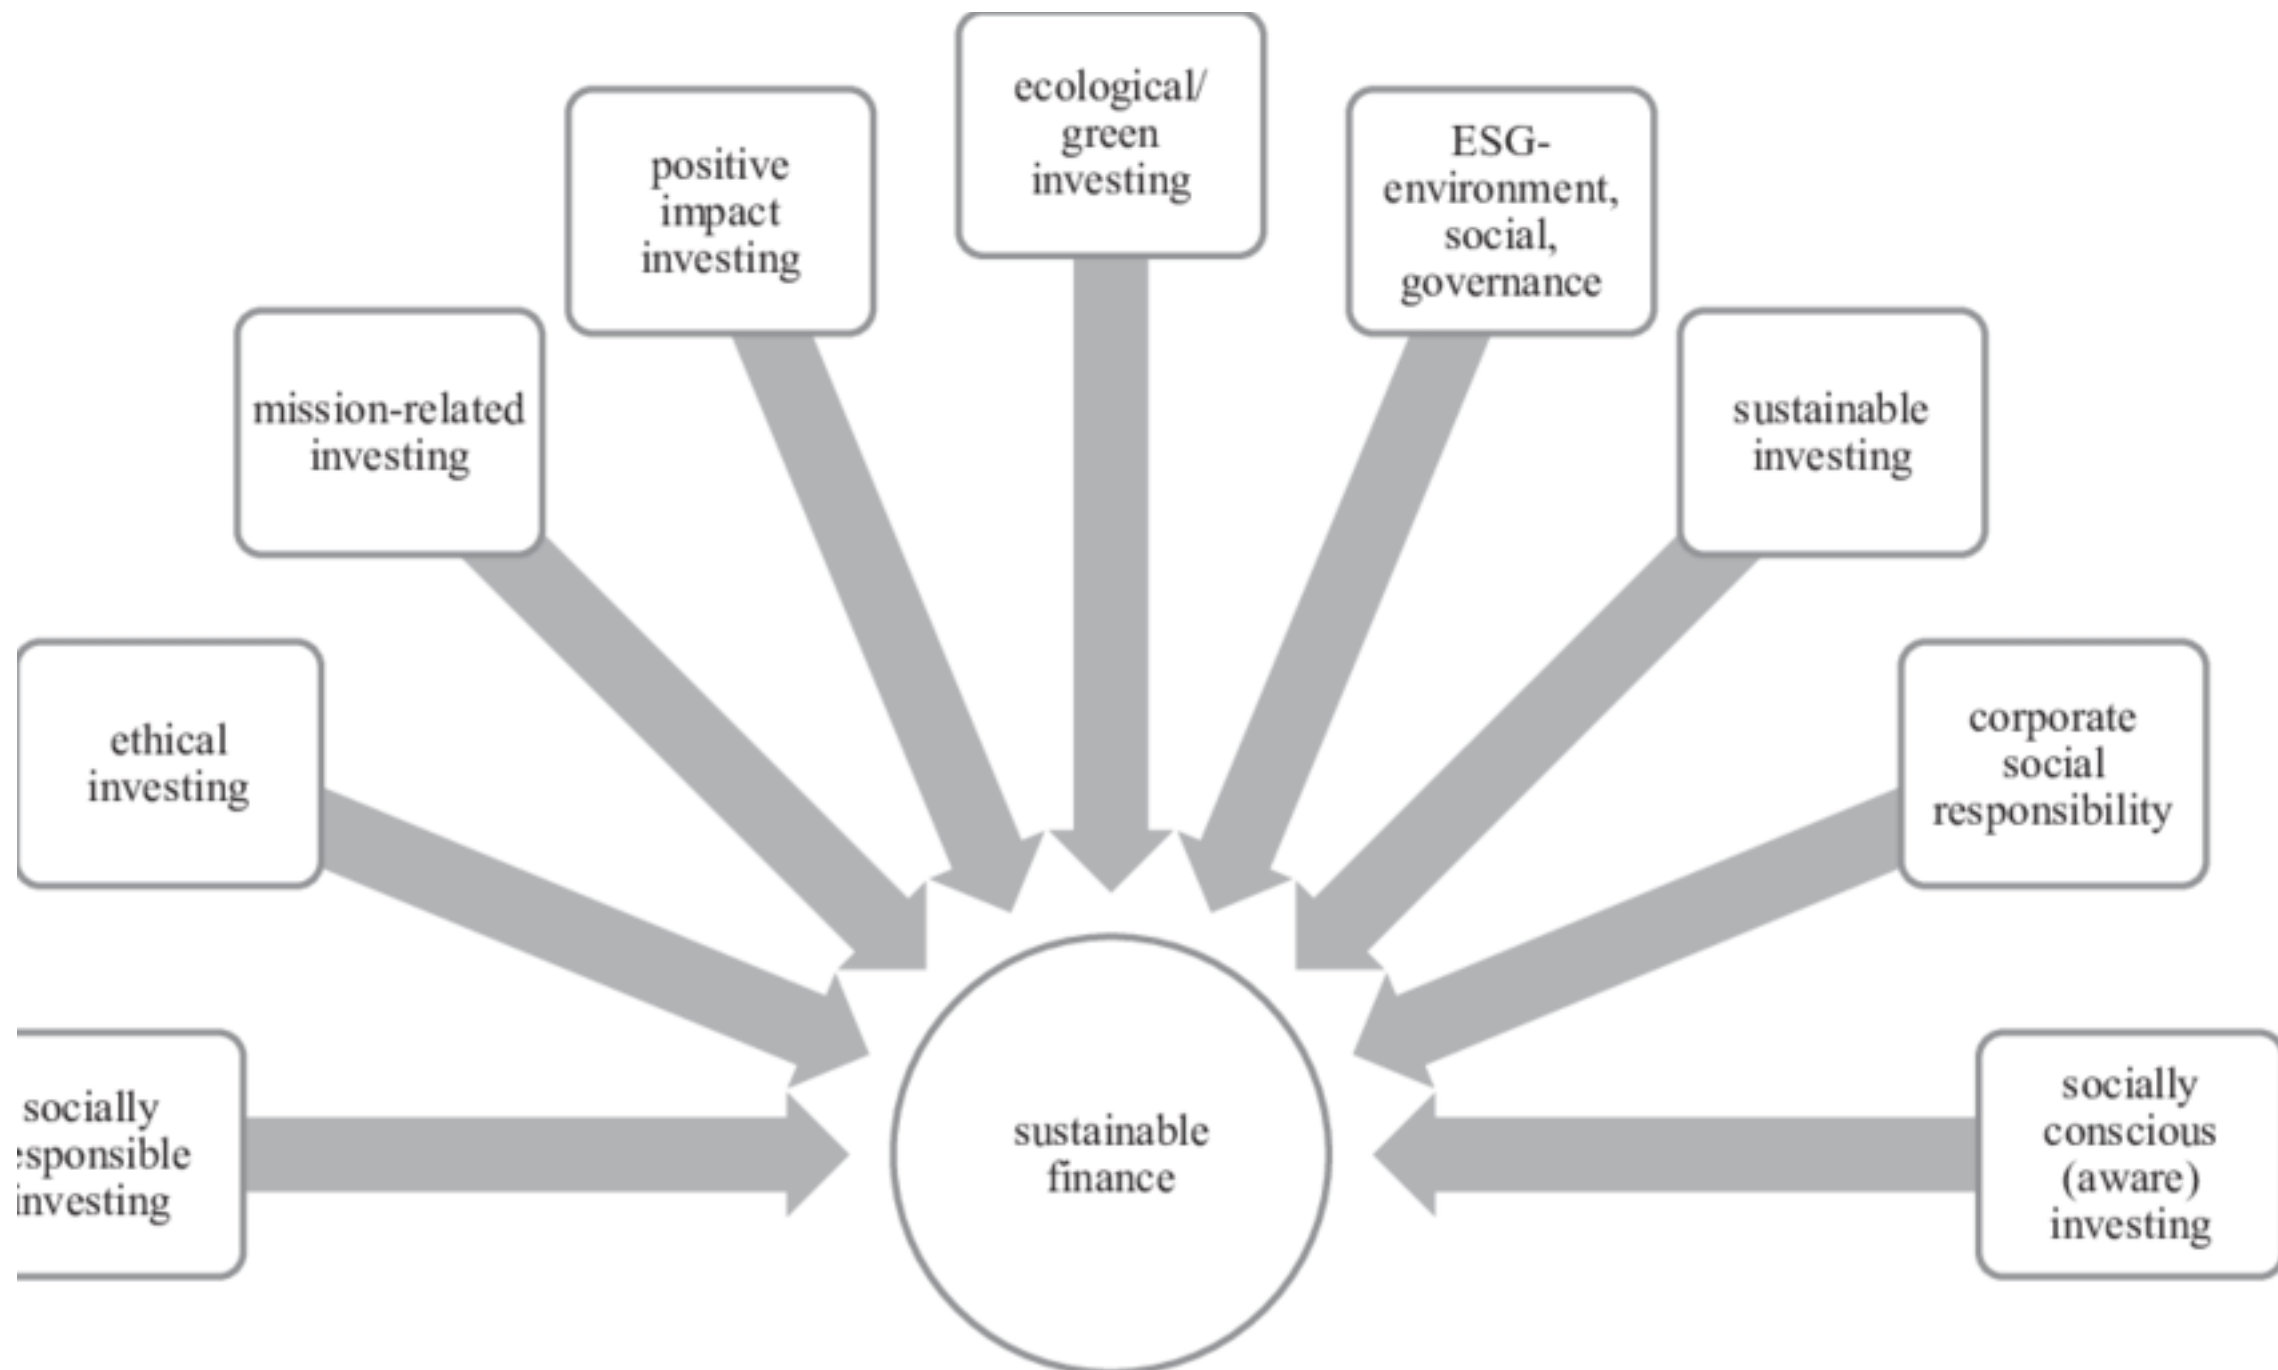 ecological/
green
investing
positive
impact
investing
ESG-
environment,
social,
governance
mission-related
investing
sustainable
investing
ethical
investing
corporate
social
responsibility
socially
esponsible
investing
sustainable
finance
socially
conscious
(aware)
investing